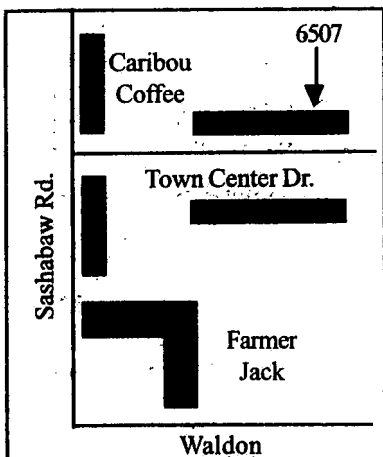 6507
Caribou
Coffee
Town Center Dr.
Sashabaw Rd.
Farmer
Jack
Waldon